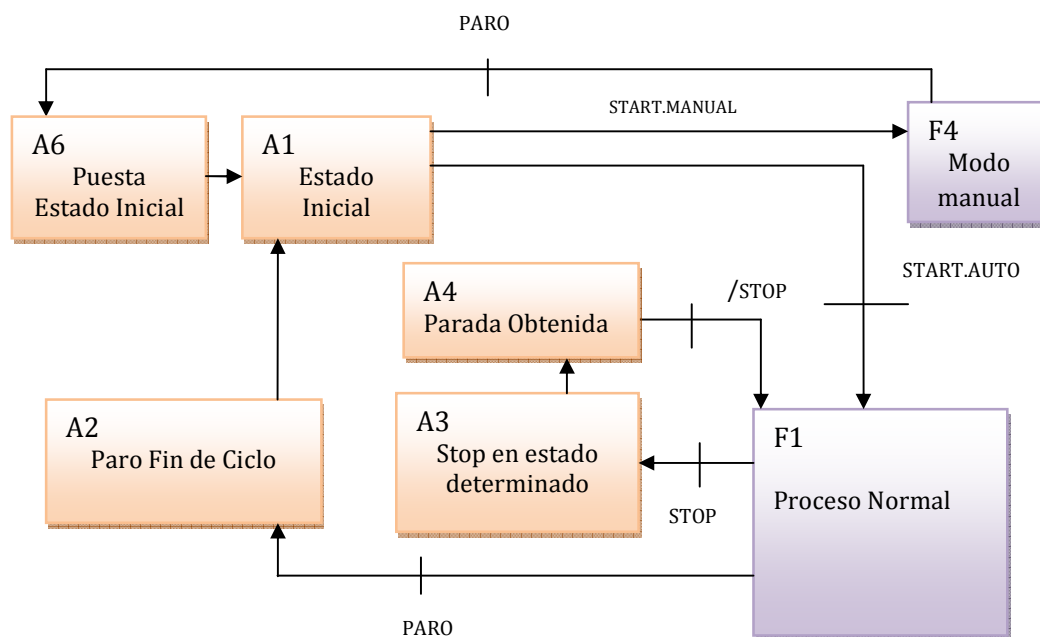 PARO
START.MANUAL
A6
Puesta
Estado Inicial
A1
Estado
Inicial
F4
Modo
manual
START.AUTO
A4
Parada Obtenida
/STOP
A2
Paro Fin de Ciclo
A3
Stop en estado
determinado
STOP
F1
Proceso Normal
PARO